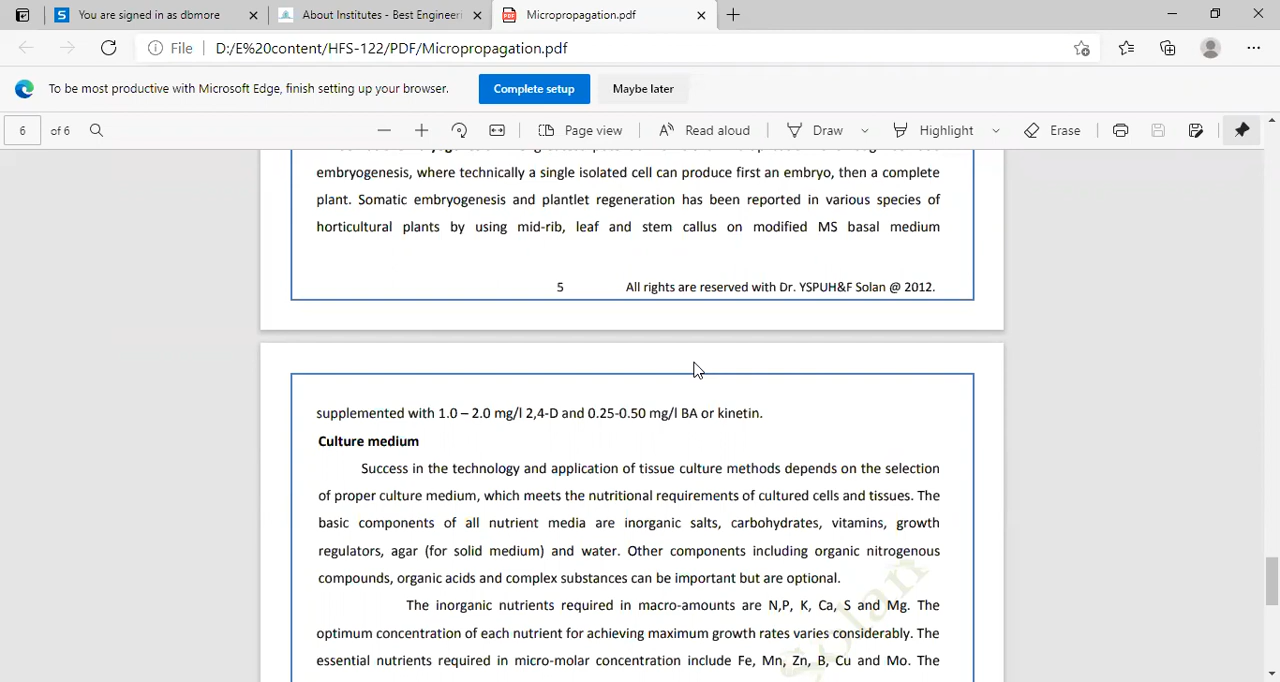 You are signed in as dbmore
About Institutes - Best Engineeri
Micropropagation.pdf
File
D:/E%20content/HFS-122/PDF/Micropropagation.pdf
To be most productive with Microsoft Edge, finish setting up your browser.
Complete setup
Maybe later
6 of 6
Page view
Read aloud
Draw
Highlight
Erase
embryogenesis, where technically a single isolated cell can produce first an embryo, then a complete
plant. Somatic embryogenesis and plantlet regeneration has been reported in various species of
horticultural plants by using mid-rib, leaf and stem callus on modified MS basal medium
5 All rights are reserved with Dr. YSPUH&F Solan @ 2012.
supplemented with 1.0 – 2.0 mg/l 2,4-D and 0.25-0.50 mg/l BA or kinetin.
Culture medium
Success in the technology and application of tissue culture methods depends on the selection
of proper culture medium, which meets the nutritional requirements of cultured cells and tissues. The
basic components of all nutrient media are inorganic salts, carbohydrates, vitamins, growth
regulators, agar (for solid medium) and water. Other components including organic nitrogenous
compounds, organic acids and complex substances can be important but are optional.
The inorganic nutrients required in macro-amounts are N,P, K, Ca, S and Mg. The
optimum concentration of each nutrient for achieving maximum growth rates varies considerably. The
essential nutrients required in micro-molar concentration include Fe, Mn, Zn, B, Cu and Mo. The
Solan